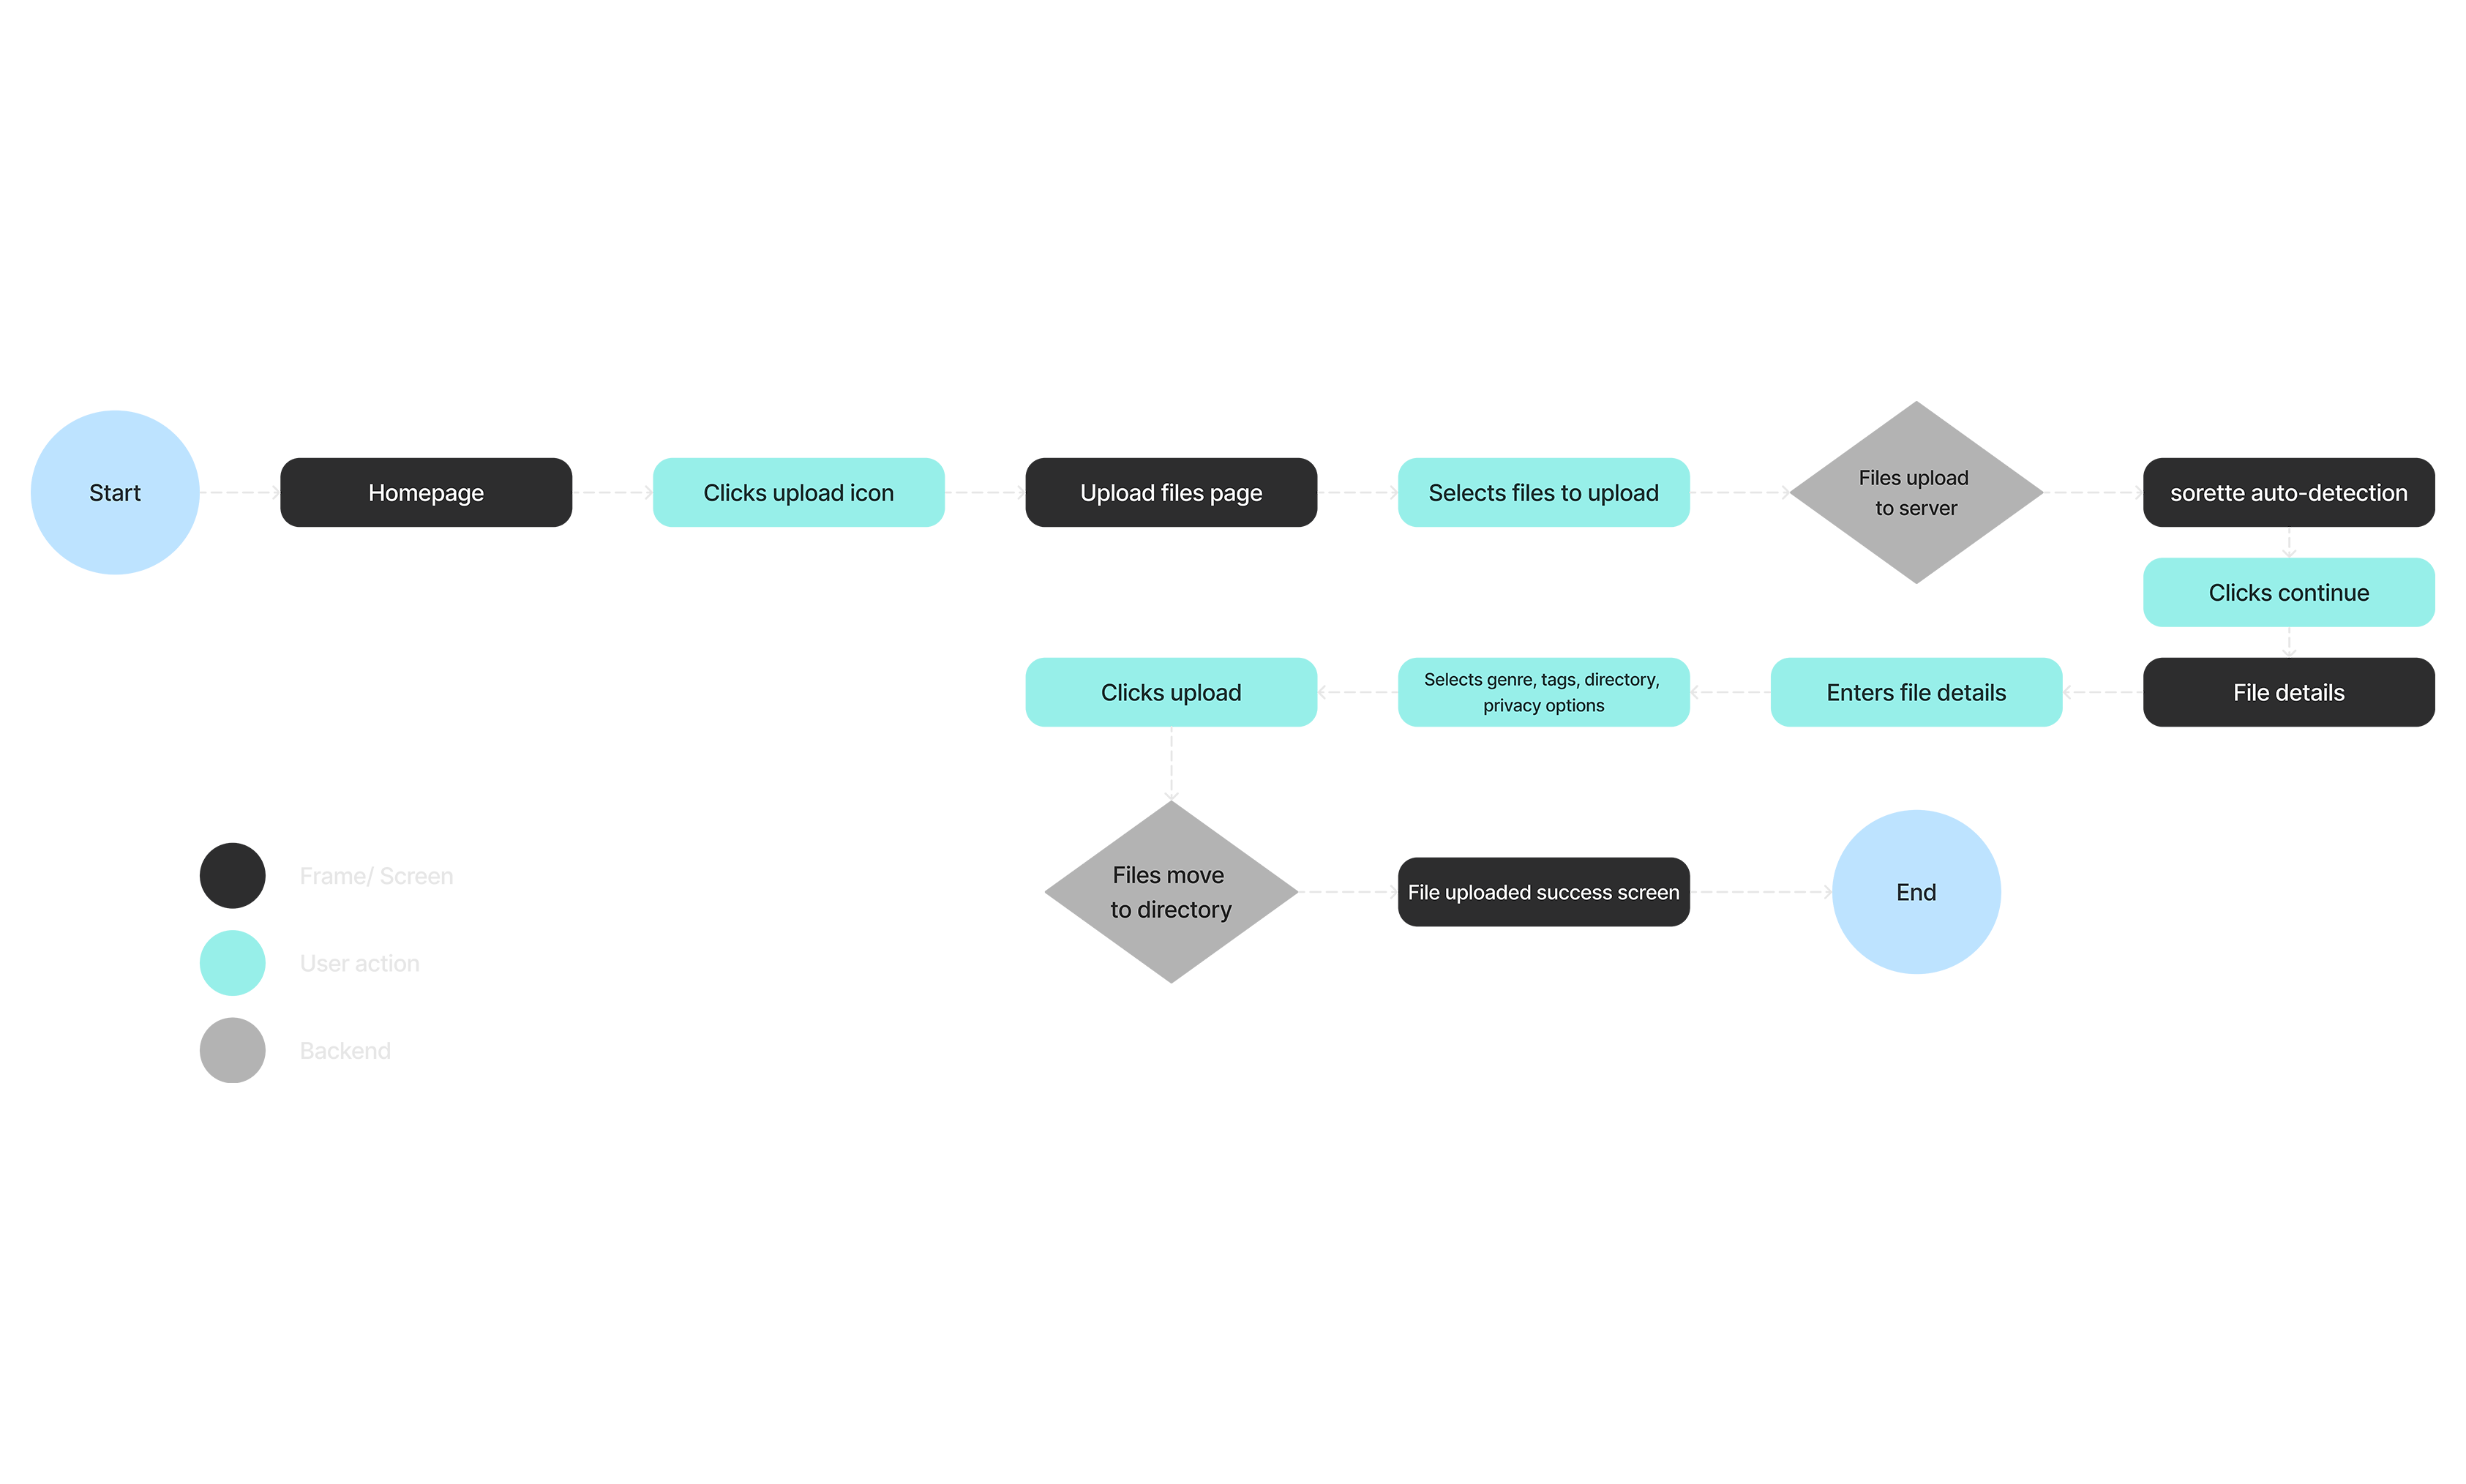 Start
Homepage
Clicks upload icon
Upload files page
Selects files to upload
Files upload
to server
sorette auto-detection
Clicks continue
File details
Enters file details
Selects genre, tags, directory,
privacy options
Clicks upload
Files move
to directory
File uploaded success screen
End
Frame/ Screen
User action
Backend